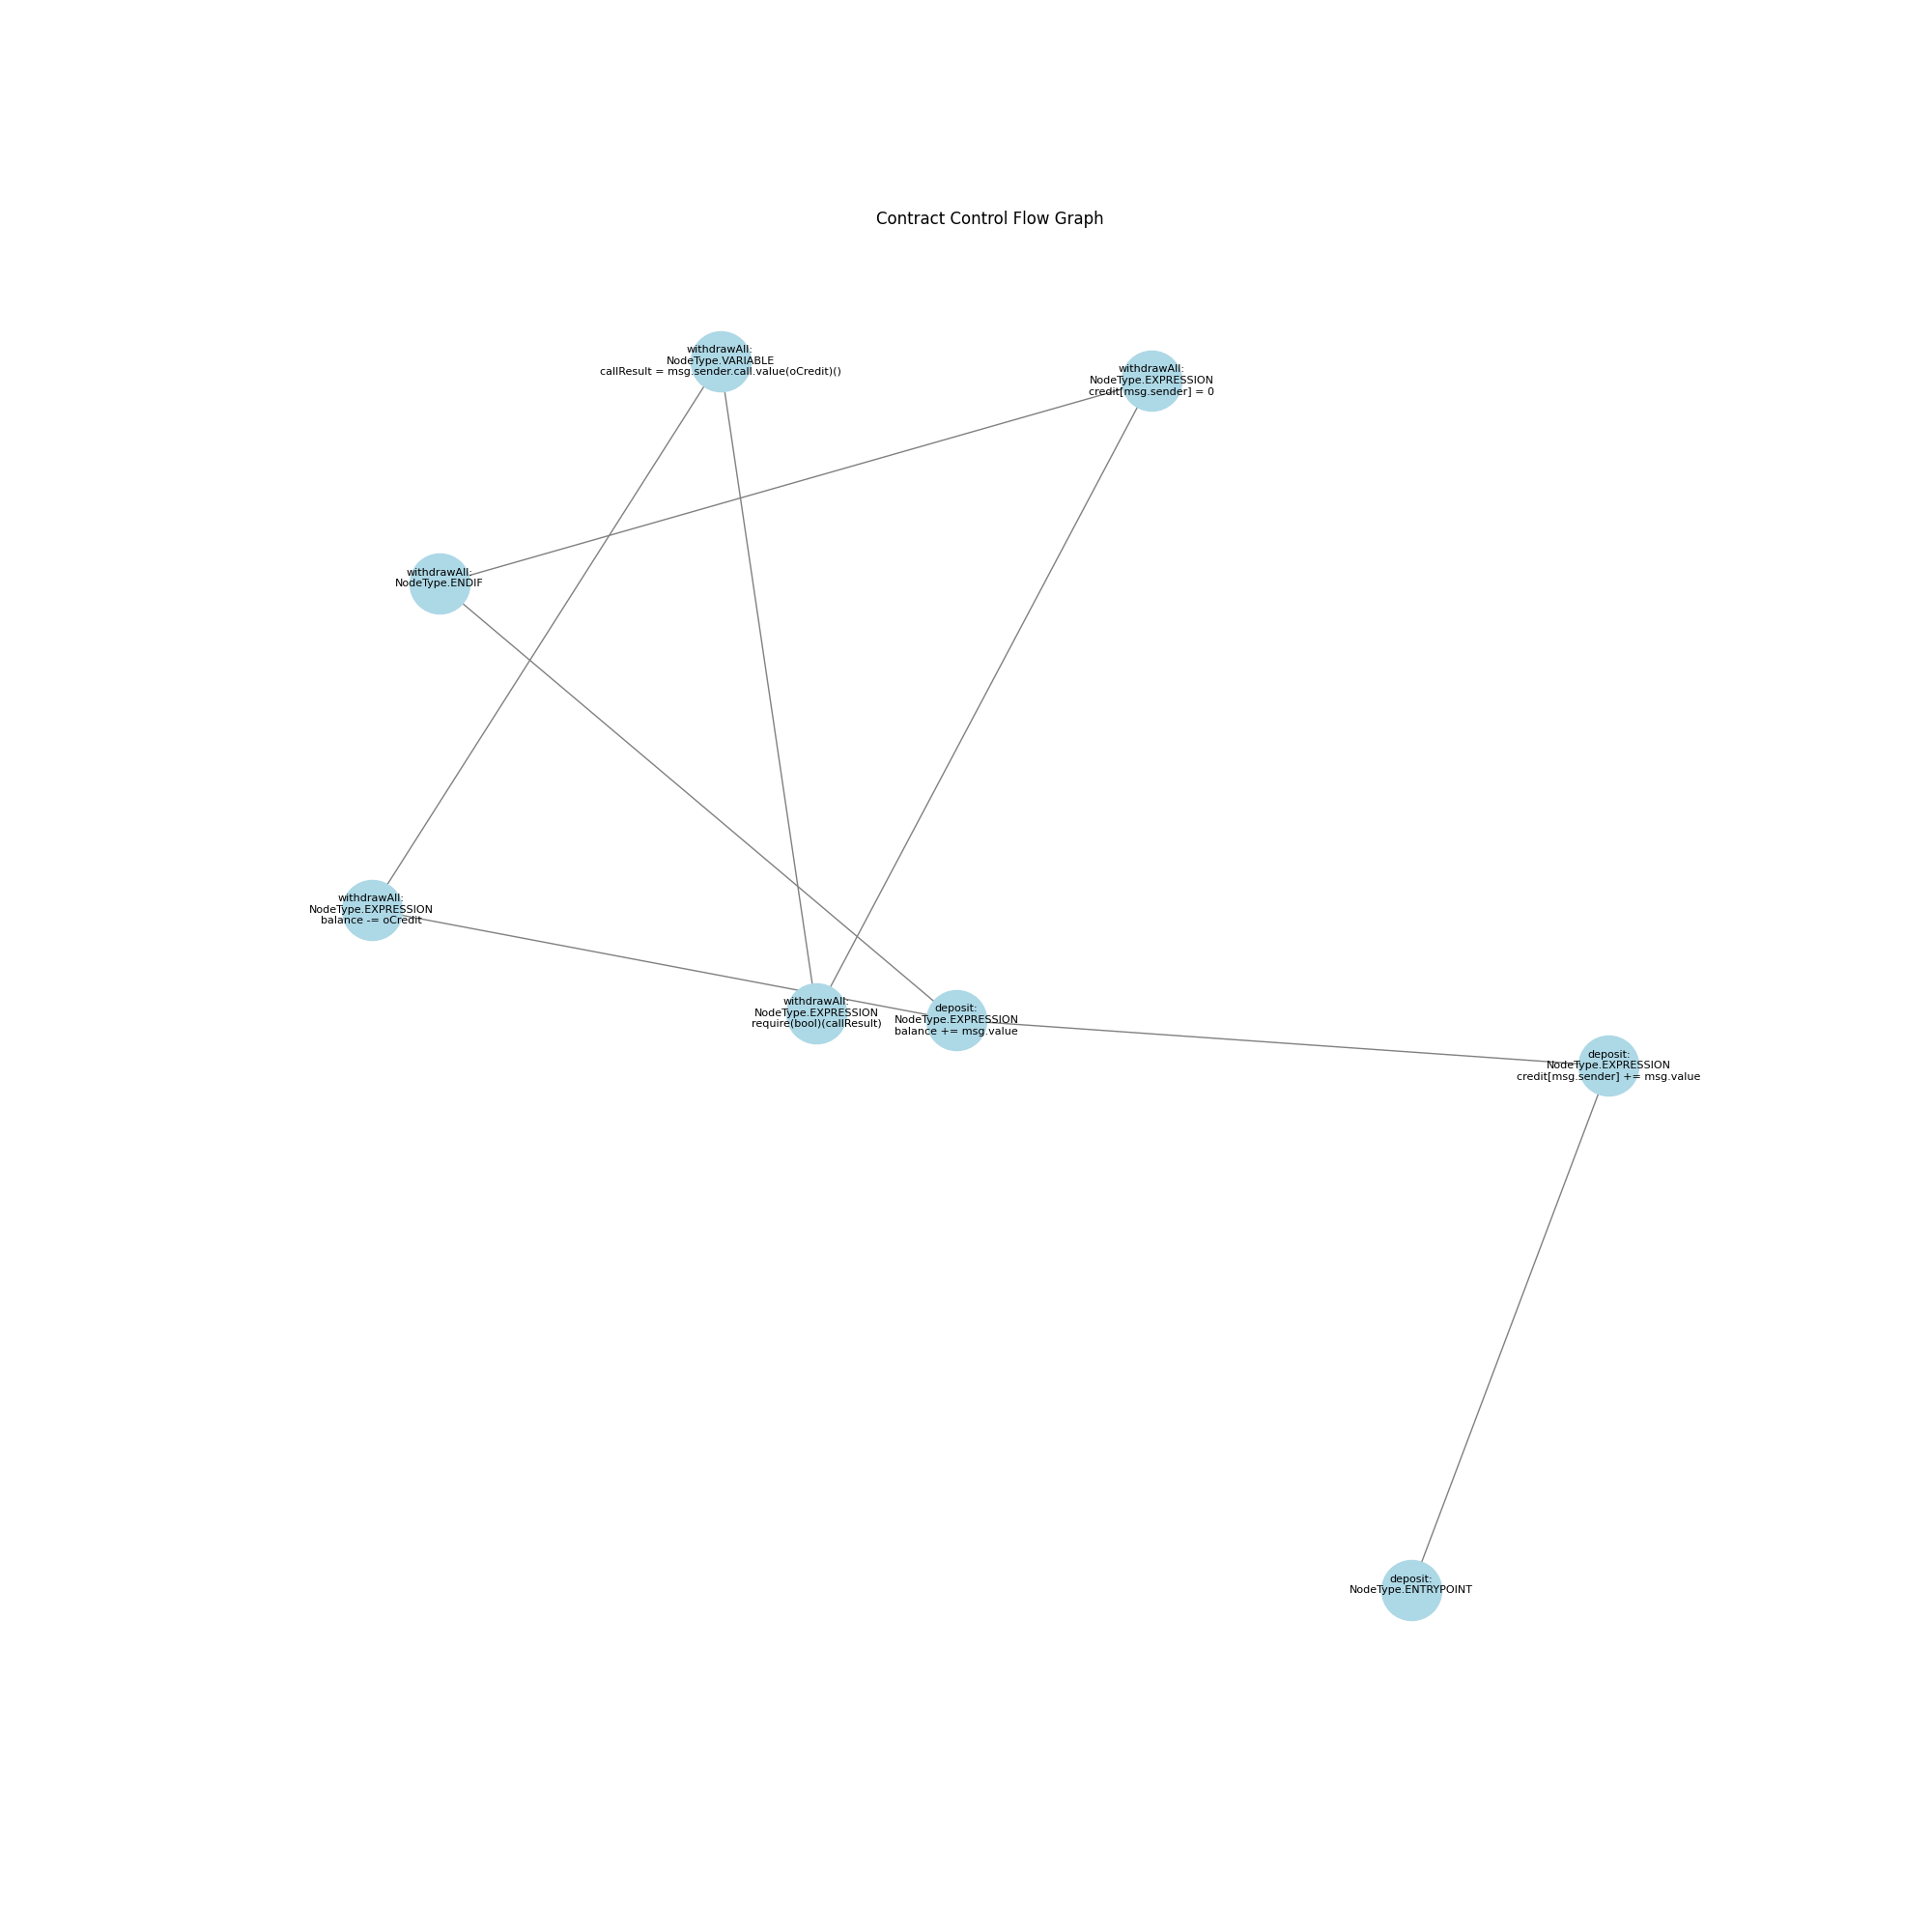 Contract Control Flow Graph
withdrawAll:
NodeType.VARIABLE
callResult = msg.sender.call.value(oCredit)()
withdrawAll:
NodeType.EXPRESSION
credit[msg.sender] = 0
withdrawAll:
NodeType.ENDIF
withdrawAll:
NodeType.EXPRESSION
balance -= oCredit
withdrawAll:
NodeType.EXPRESSION
require(bool)(callResult)
deposit:
NodeType.EXPRESSION
balance += msg.value
deposit:
NodeType.EXPRESSION
credit[msg.sender] += msg.value
deposit:
NodeType.ENTRYPOINT